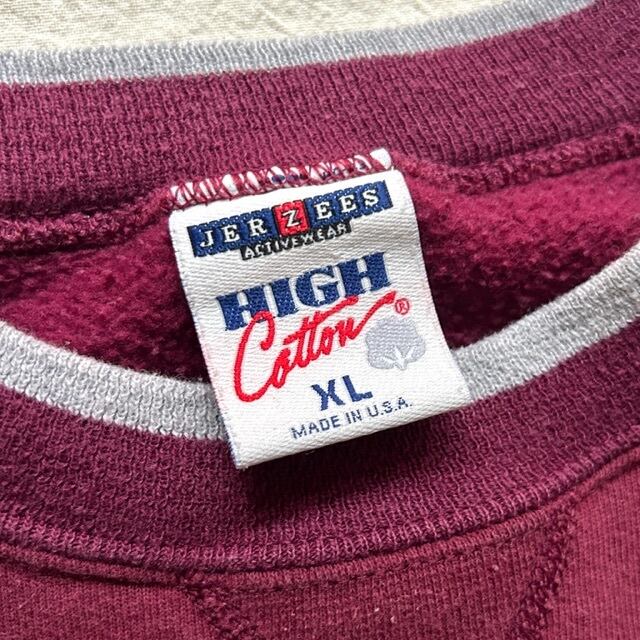 JERZEES
ACTIVEWEAR
HIGH
Cotton®
XL
MADE IN U.S.A.